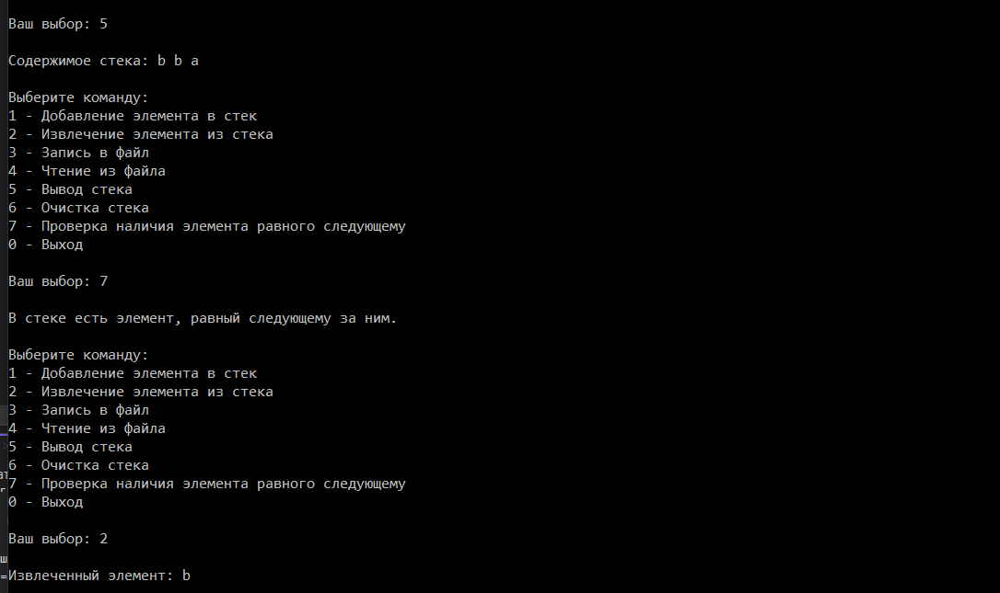 Ваш выбор: 5
Содержимое стека: b b a
Выберите команду:
1 - Добавление элемента в стек
2 - Извлечение элемента из стека
3 - Запись в файл
4 - Чтение из файла
5 - Вывод стека
6 - Очистка стека
7 - Проверка наличия элемента равного следующему
0 - Выход
Ваш выбор: 7
В стеке есть элемент, равный следующему за ним.
Выберите команду:
1 - Добавление элемента в стек
2 - Извлечение элемента из стека
3 - Запись в файл
4 - Чтение из файла
5 - Вывод стека
6 - Очистка стека
7 - Проверка наличия элемента равного следующему
0 - Выход
Ваш выбор: 2
Извлеченный элемент: b